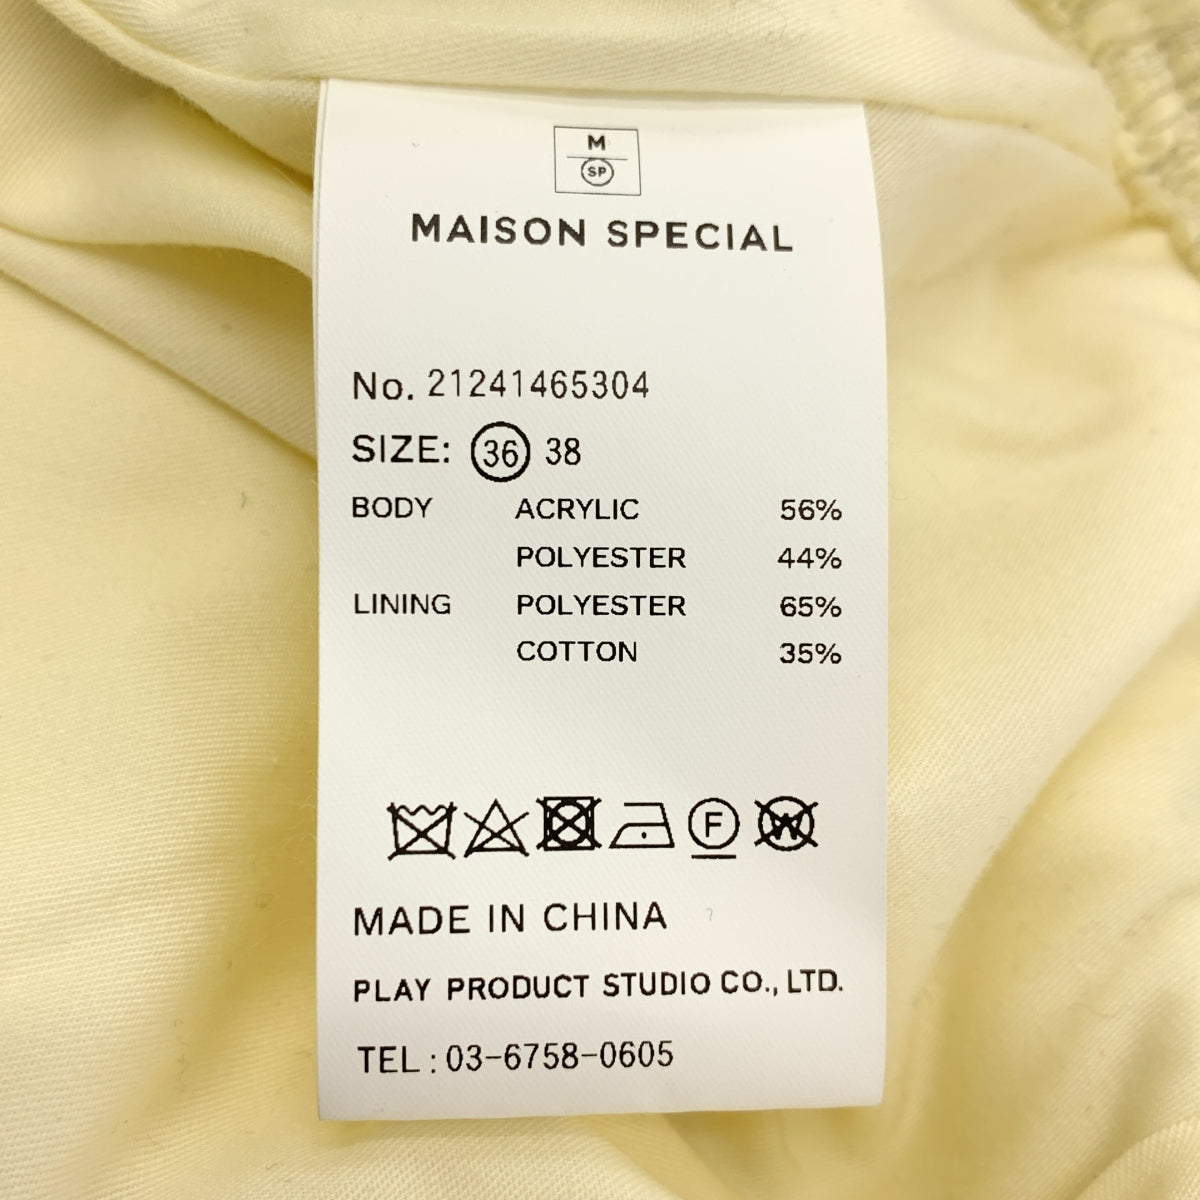 M
SP
MAISON SPECIAL
No. 21241465304
SIZE: 36 38
BODY ACRYLIC 56%
POLYESTER 44%
LINING POLYESTER 65%
COTTON 35%
F W
MADE IN CHINA
PLAY PRODUCT STUDIO CO., LTD.
TEL : 03-6758-0605